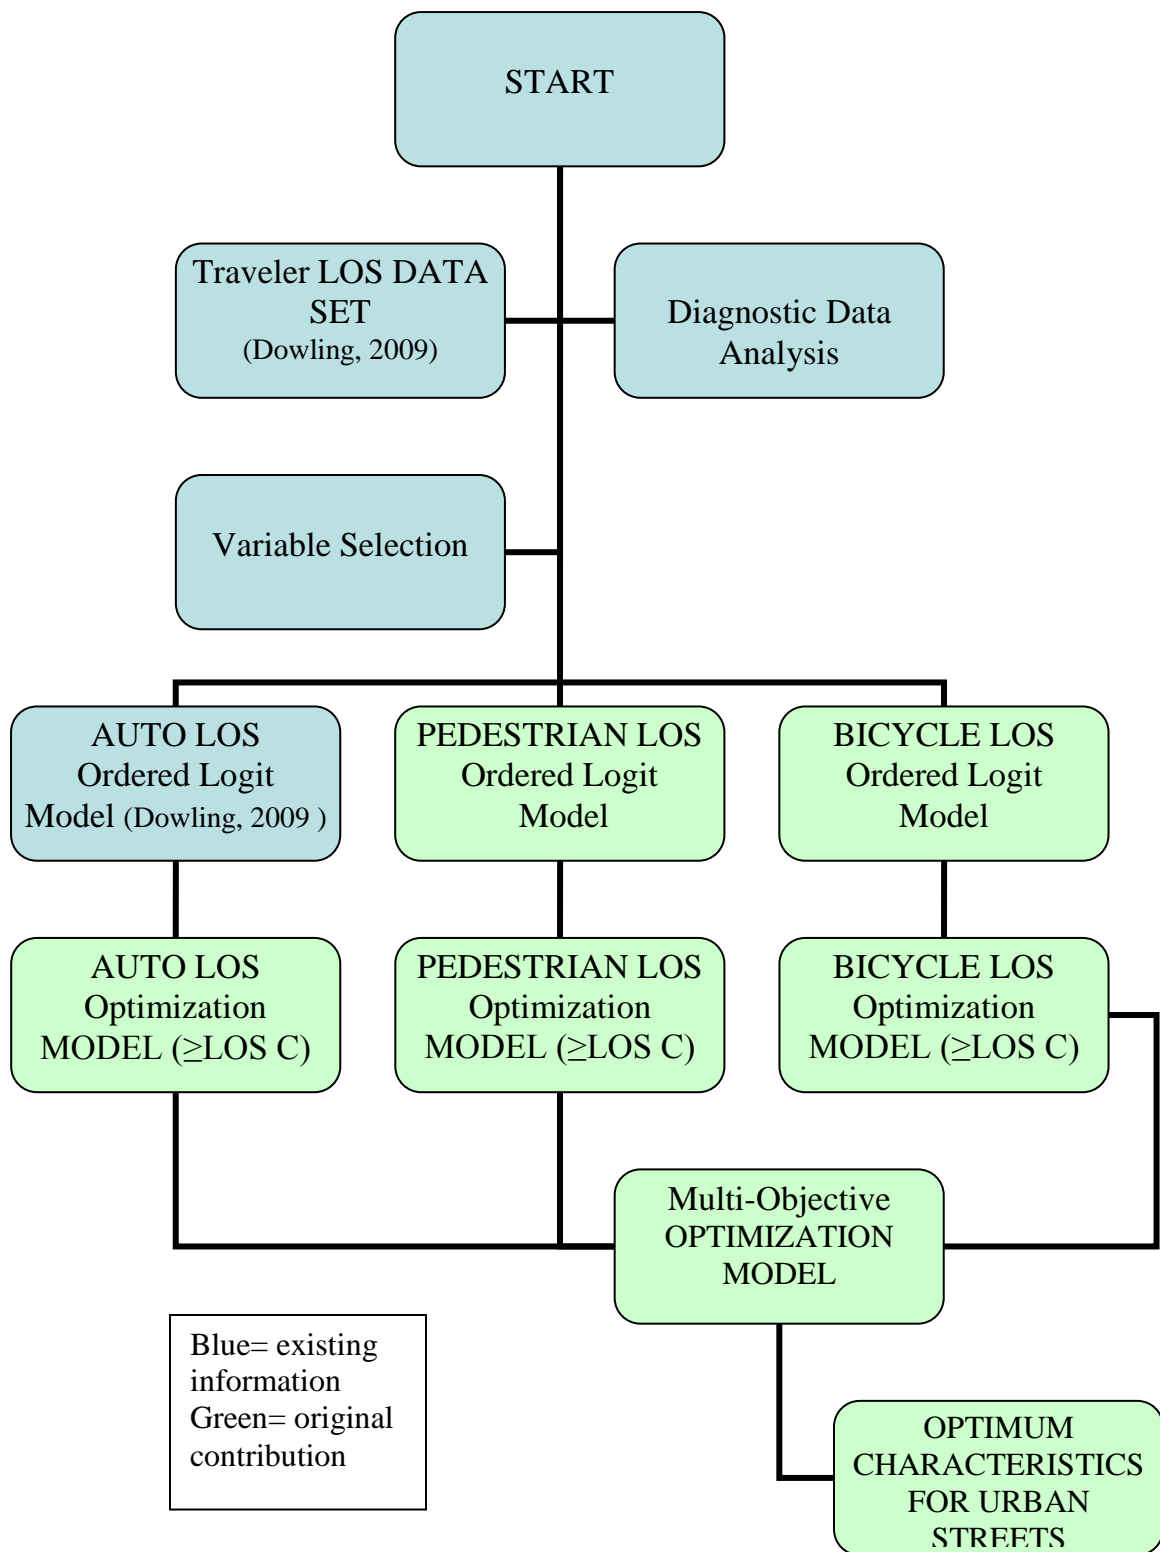 START
Traveler LOS DATA
SET
(Dowling, 2009)
Diagnostic Data
Analysis
Variable Selection
AUTO LOS
Ordered Logit
Model (Dowling, 2009 )
PEDESTRIAN LOS
Ordered Logit
Model
BICYCLE LOS
Ordered Logit
Model
AUTO LOS
Optimization
MODEL (≥LOS C)
PEDESTRIAN LOS
Optimization
MODEL (≥LOS C)
BICYCLE LOS
Optimization
MODEL (≥LOS C)
Multi-Objective
OPTIMIZATION
MODEL
Blue= existing
information
Green= original
contribution
OPTIMUM
CHARACTERISTICS
FOR URBAN
STREETS